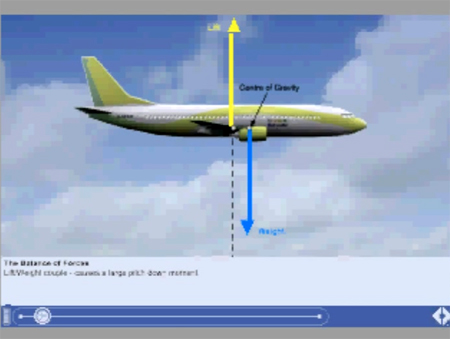 Lift
Centre of Gravity
Weight
The Balance of Forces
Lift/Weight couple - causes a large pitch down moment